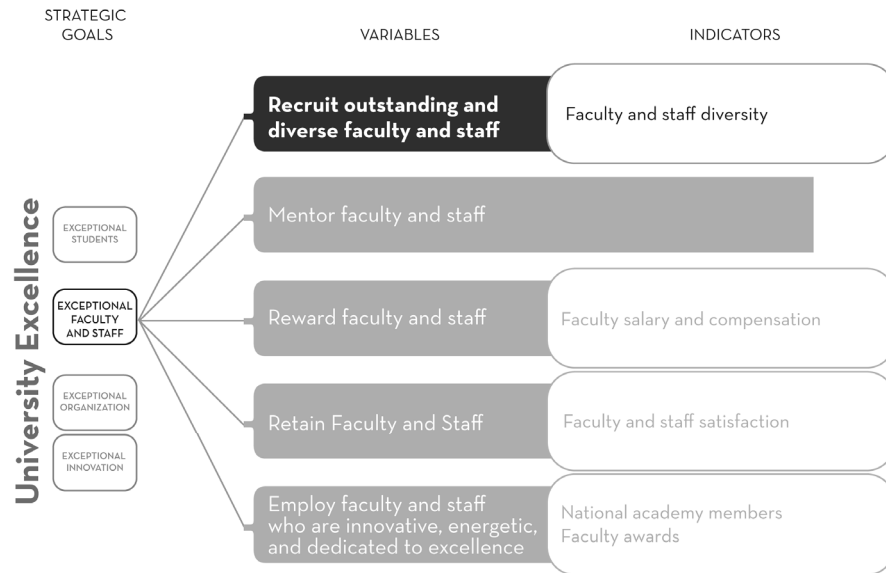 STRATEGIC
GOALS
VARIABLES
INDICATORS
University Excellence
EXCEPTIONAL
STUDENTS
EXCEPTIONAL
FACULTY
AND STAFF
EXCEPTIONAL
ORGANIZATION
EXCEPTIONAL
INNOVATION
Recruit outstanding and
diverse faculty and staff
Faculty and staff diversity
Mentor faculty and staff
Reward faculty and staff
Faculty salary and compensation
Retain Faculty and Staff
Faculty and staff satisfaction
Employ faculty and staff
who are innovative, energetic,
and dedicated to excellence
National academy members
Faculty awards